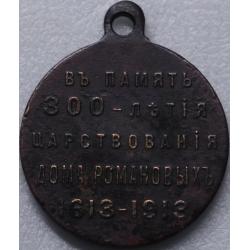 ВЪ ПАМЯТЬ
300-ЛѢТІЯ
ЦАРСТВОВАНІЯ
ДОМА РОМАНОВЫХЪ
1613-1913